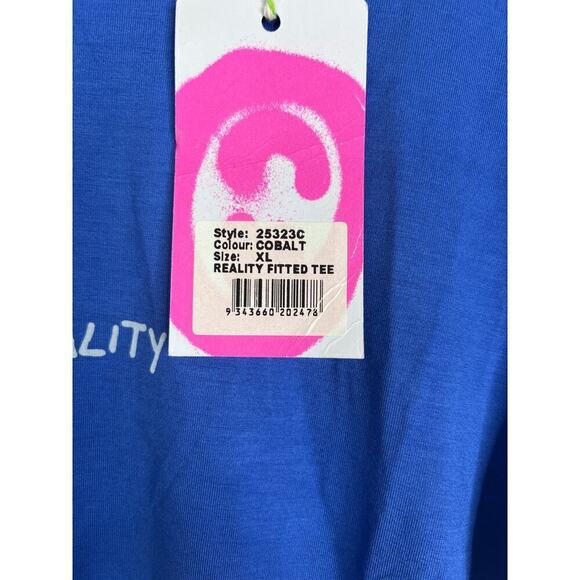 Style: 25323C
Colour: COBALT
Size: XL
REALITY FITTED TEE
9 343660 202478
ALITY